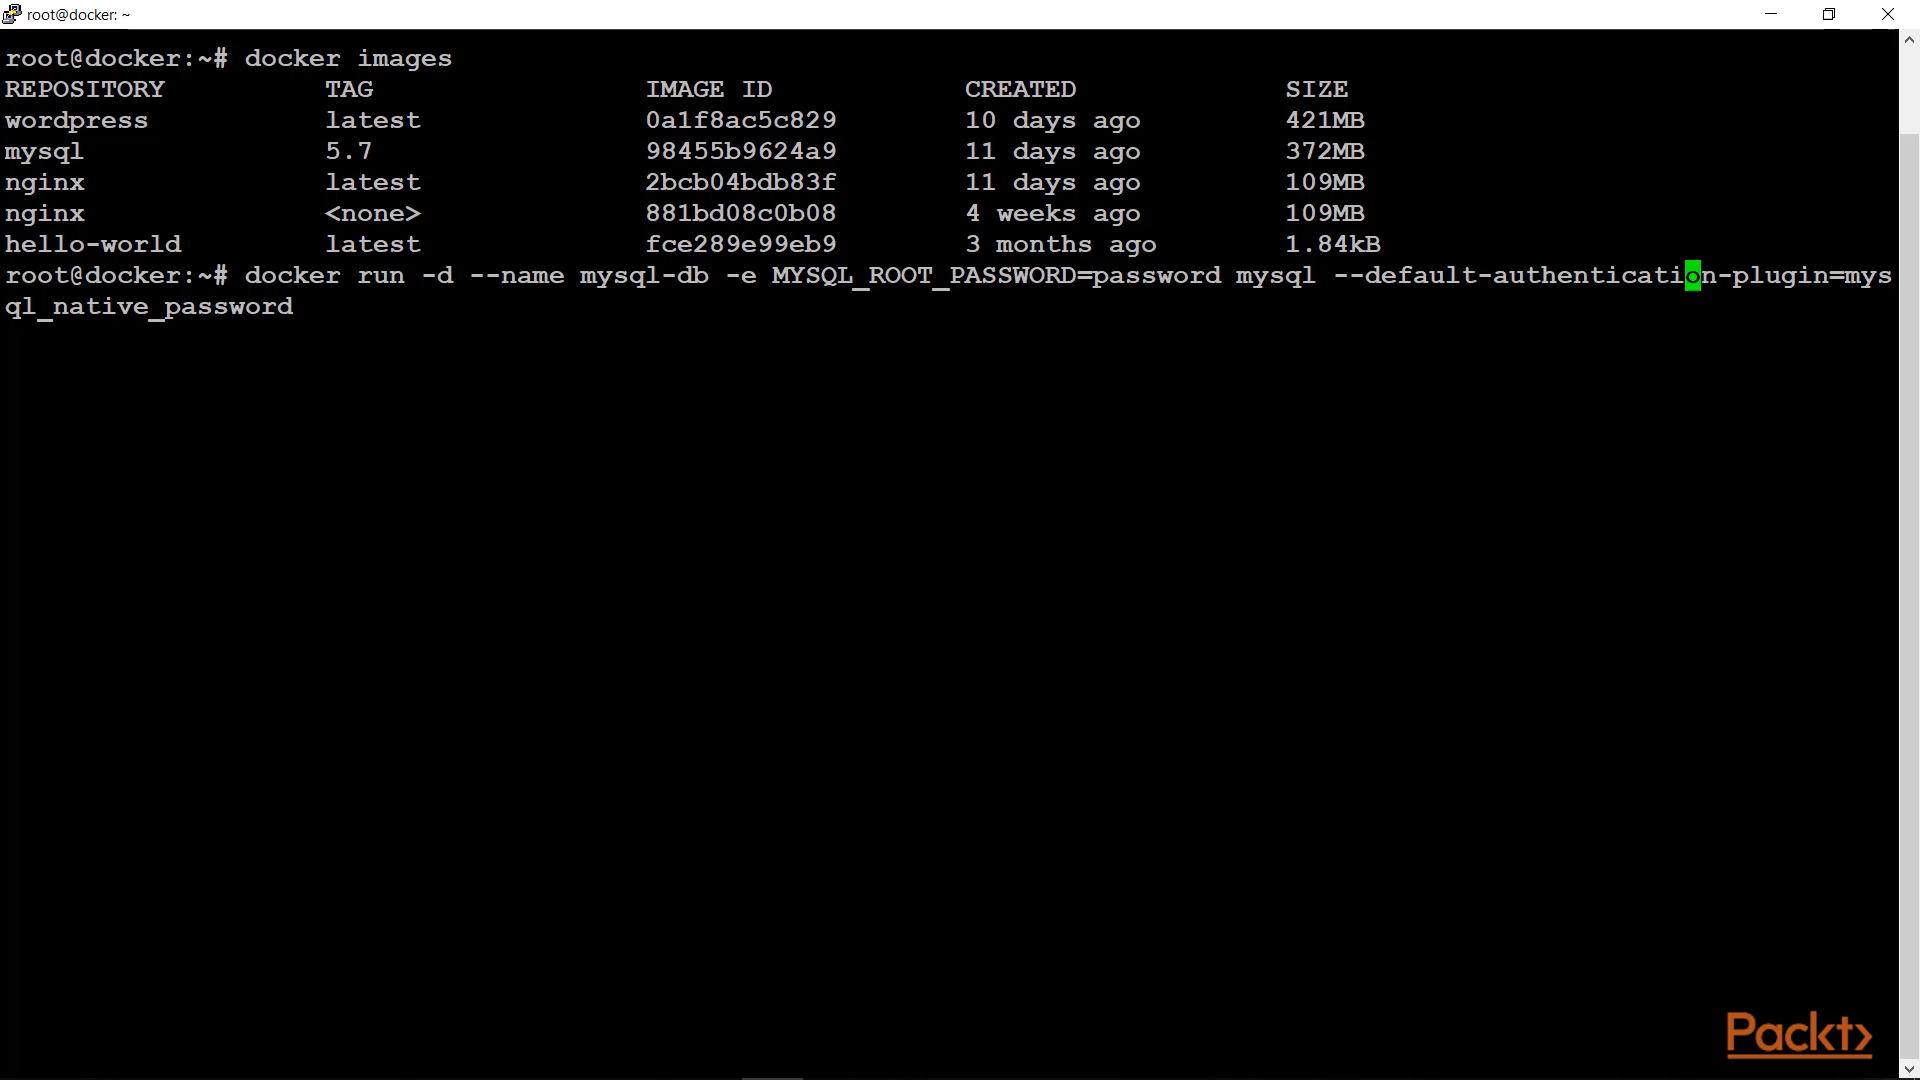 root@docker: ~
root@docker:~# docker images
REPOSITORY TAG IMAGE ID CREATED SIZE
wordpress latest 0a1f8ac5c829 10 days ago 421MB
mysql 5.7 98455b9624a9 11 days ago 372MB
nginx latest 2bcb04bdb83f 11 days ago 109MB
nginx <none> 881bd08c0b08 4 weeks ago 109MB
hello-world latest fce289e99eb9 3 months ago 1.84kB
root@docker:~# docker run -d --name mysql-db -e MYSQL_ROOT_PASSWORD=password mysql --default-authentication-plugin=mys
ql_native_password
Packt>